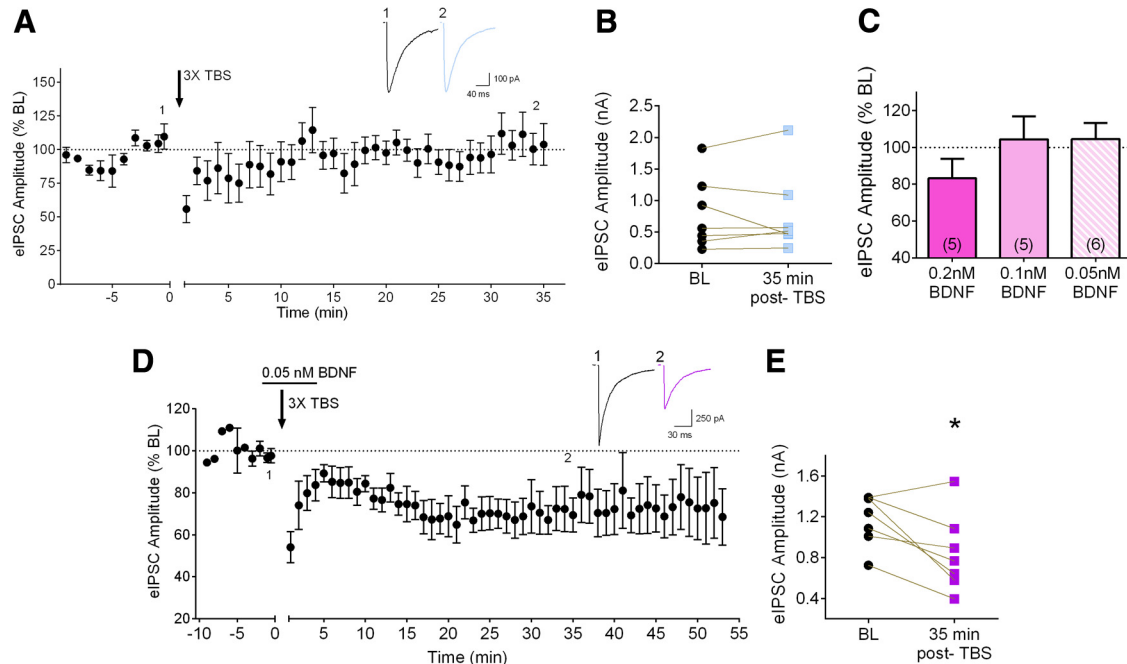 A
3X TBS
1
2
1
2
100 pA
40 ms
eIPSC Amplitude (% BL)
150
125
100
75
50
25
0
-5
0
5
10
15
20
25
30
35
Time (min)
B
eIPSC Amplitude (nA)
2.5
2.0
1.5
1.0
0.5
0.0
BL
35 min
post- TBS
C
eIPSC Amplitude (% BL)
120
100
80
60
40
(5)
(5)
(6)
0.2nM
BDNF
0.1nM
BDNF
0.05nM
BDNF
D
0.05 nM BDNF
3X TBS
1
2
1
2
250 pA
30 ms
eIPSC Amplitude (% BL)
120
100
80
60
40
20
-10
-5
0
5
10
15
20
25
30
35
40
45
50
55
Time (min)
E
*
eIPSC Amplitude (nA)
1.6
1.2
0.8
0.4
BL
35 min
post- TBS